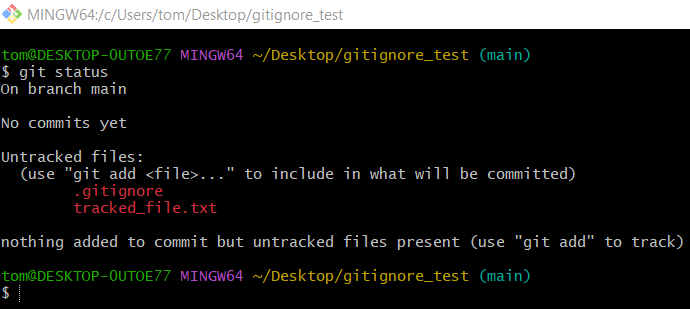 MINGW64:/c/Users/tom/Desktop/gitignore_test
tom@DESKTOP-OUTOE77 MINGW64 ~/Desktop/gitignore_test (main)
$ git status
On branch main
No commits yet
Untracked files:
(use "git add <file>..." to include in what will be committed)
.gitignore
tracked_file.txt
nothing added to commit but untracked files present (use "git add" to track)
tom@DESKTOP-OUTOE77 MINGW64 ~/Desktop/gitignore_test (main)
$